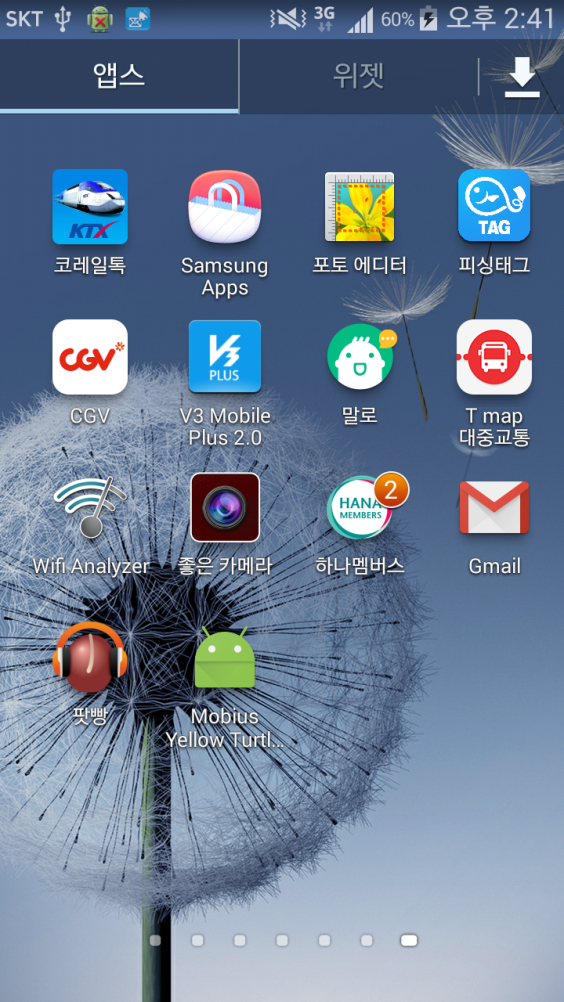 SKT 3G 60% 오후 2:41
앱스 위젯
KTX
TAG
코레일톡 Samsung Apps 포토 에디터 피싱태그
CGV
V3
PLUS
CGV V3 Mobile Plus 2.0 말로 T map 대중교통
HANA
MEMBERS
2
Wifi Analyzer 좋은 카메라 하나멤버스 Gmail
팟빵 Mobius Yellow Turtl...